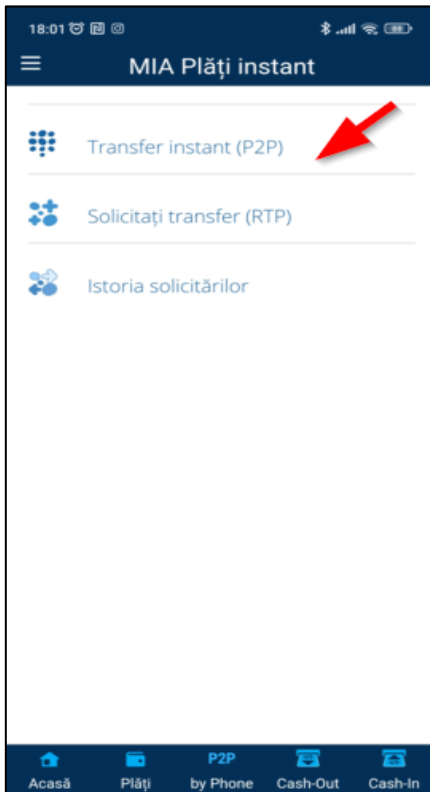 18:01
MIA Plăți instant
Transfer instant (P2P)
Solicitați transfer (RTP)
Istoria solicitărilor
P2P
Acasă Plăți by Phone Cash-Out Cash-In